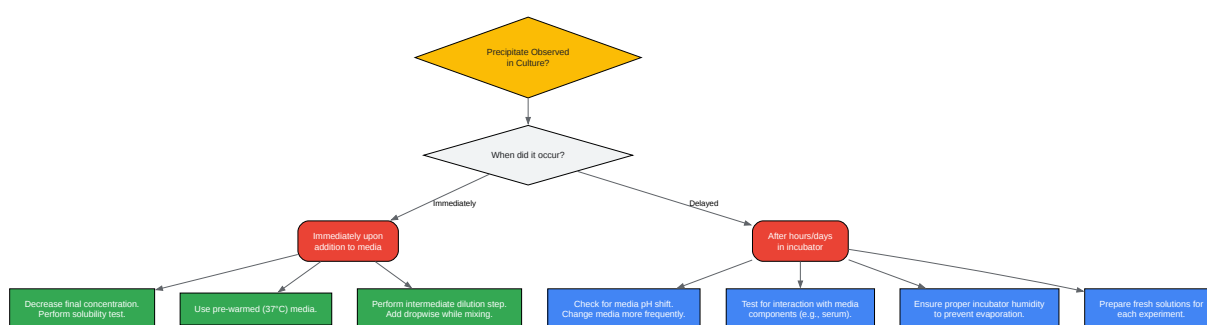 Precipitate Observed
in Culture?
When did it occur?
Immediately
Delayed
Immediately upon
addition to media
After hours/days
in incubator
Decrease final concentration.
Perform solubility test.
Use pre-warmed (37°C) media.
Perform intermediate dilution step.
Add dropwise while mixing.
Check for media pH shift.
Change media more frequently.
Test for interaction with media
components (e.g., serum).
Ensure proper incubator humidity
to prevent evaporation.
Prepare fresh solutions for
each experiment.